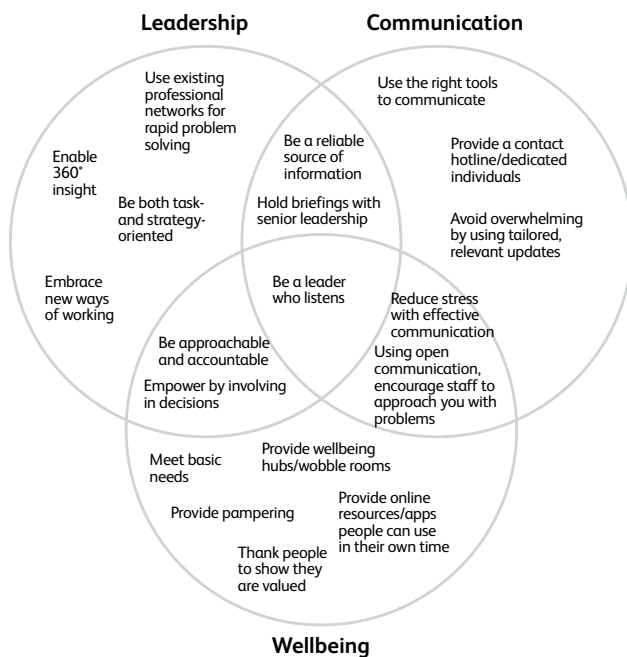 Leadership
Communication
Use existing
professional
networks for
rapid problem
solving
Enable
360°
insight
Be both task-
and strategy-
oriented
Embrace
new ways
of working
Be a reliable
source of
information
Hold briefings with
senior leadership
Use the right tools
to communicate
Provide a contact
hotline/dedicated
individuals
Avoid overwhelming
by using tailored,
relevant updates
Be a leader
who listens
Reduce stress
with effective
communication
Using open
communication,
encourage staff to
approach you with
problems
Be approachable
and accountable
Empower by involving
in decisions
Meet basic
needs
Provide wellbeing
hubs/wobble rooms
Provide pampering
Provide online
resources/apps
people can use
in their own time
Thank people
to show they
are valued
Wellbeing